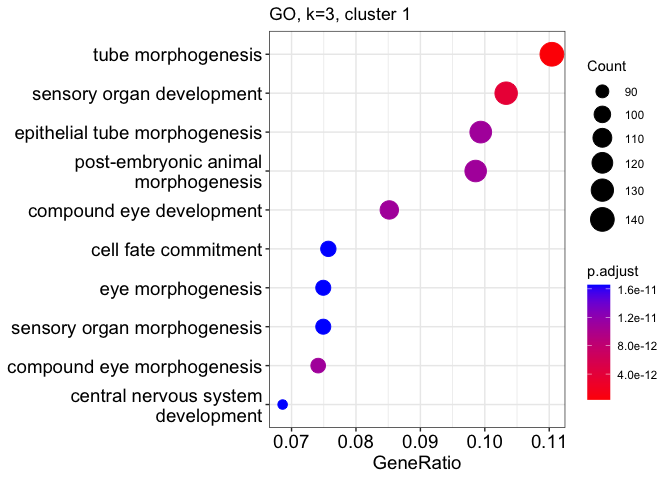 GO, k=3, cluster 1
tube morphogenesis
sensory organ development
epithelial tube morphogenesis
post-embryonic animal
morphogenesis
compound eye development
cell fate commitment
eye morphogenesis
sensory organ morphogenesis
compound eye morphogenesis
central nervous system
development
0.07 0.08 0.09 0.10 0.11
GeneRatio
Count
90
100
110
120
130
140
p.adjust
1.6e-11
1.2e-11
8.0e-12
4.0e-12